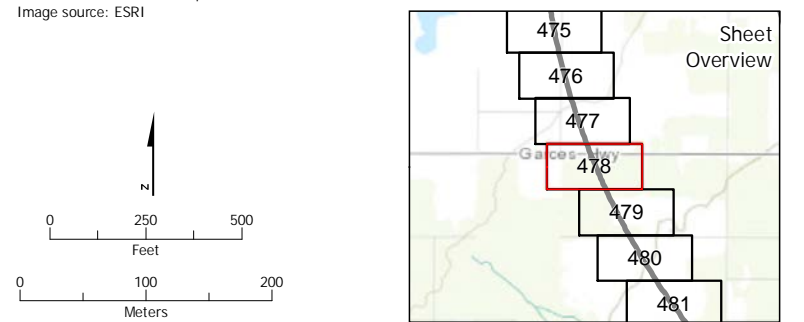 Image source: ESRI
N
0 250 500
Feet
0 100 200
Meters
Sheet
Overview
475
476
477
Garces Hwy
478
479
480
481